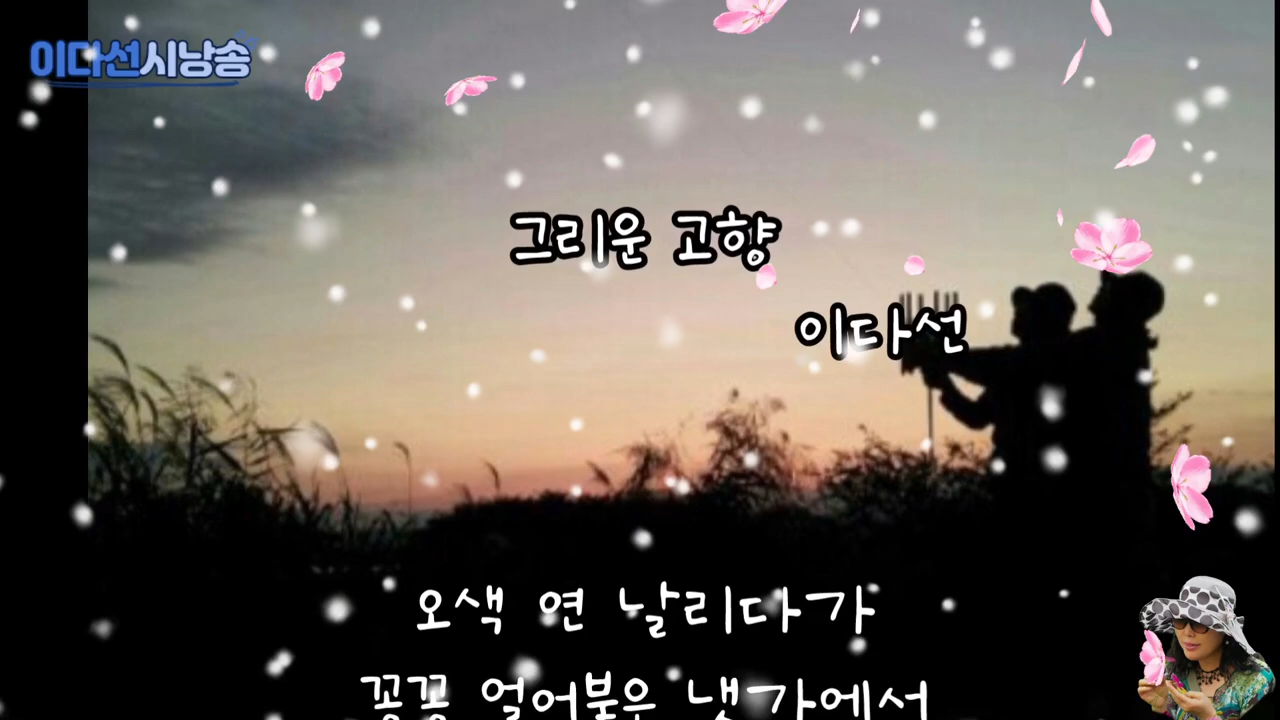 이다선시낭송
그리운 고향
이다선
오색 연 날리다가
꽁꽁 얼어붙은 냇가에서